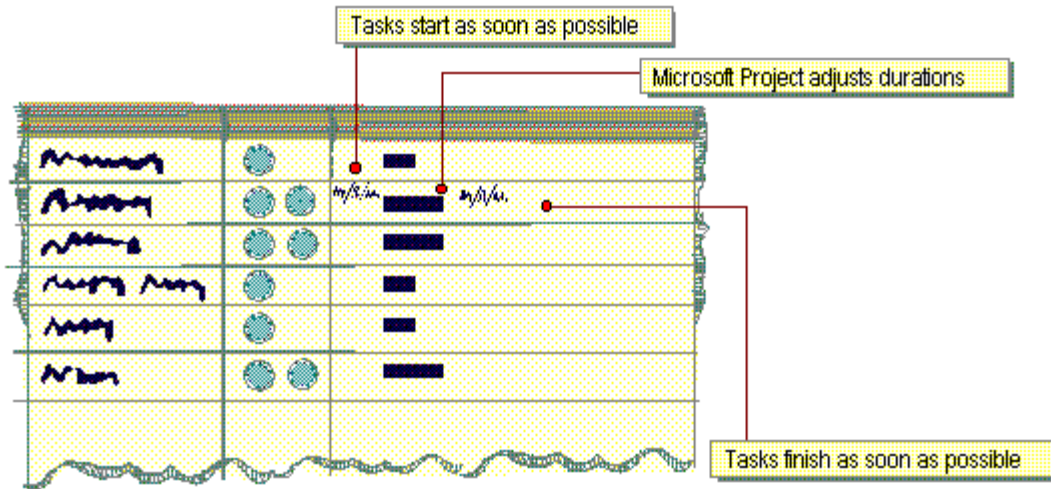 Tasks start as soon as possible
Microsoft Project adjusts durations
Tasks finish as soon as possible